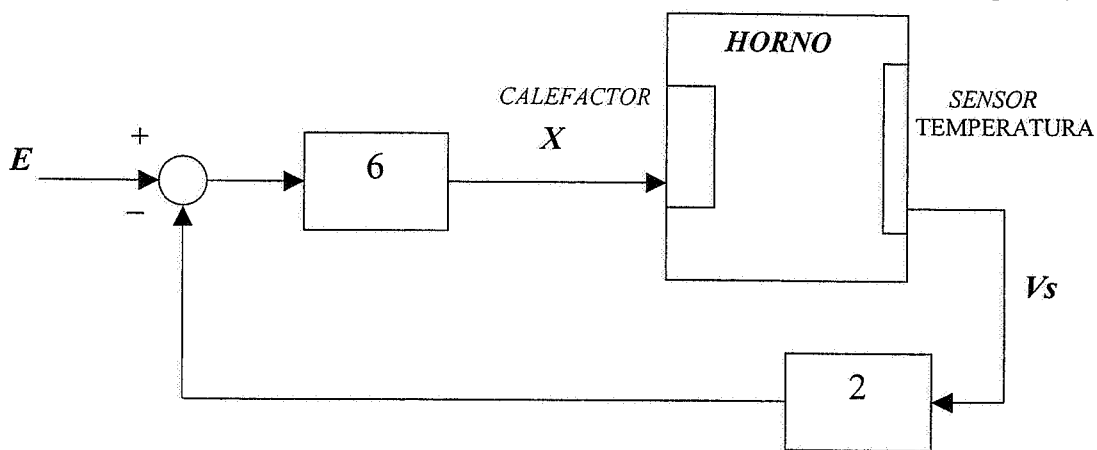 HORNO
CALEFACTOR
SENSOR
TEMPERATURA
X
+
E
6
−
Vs
2